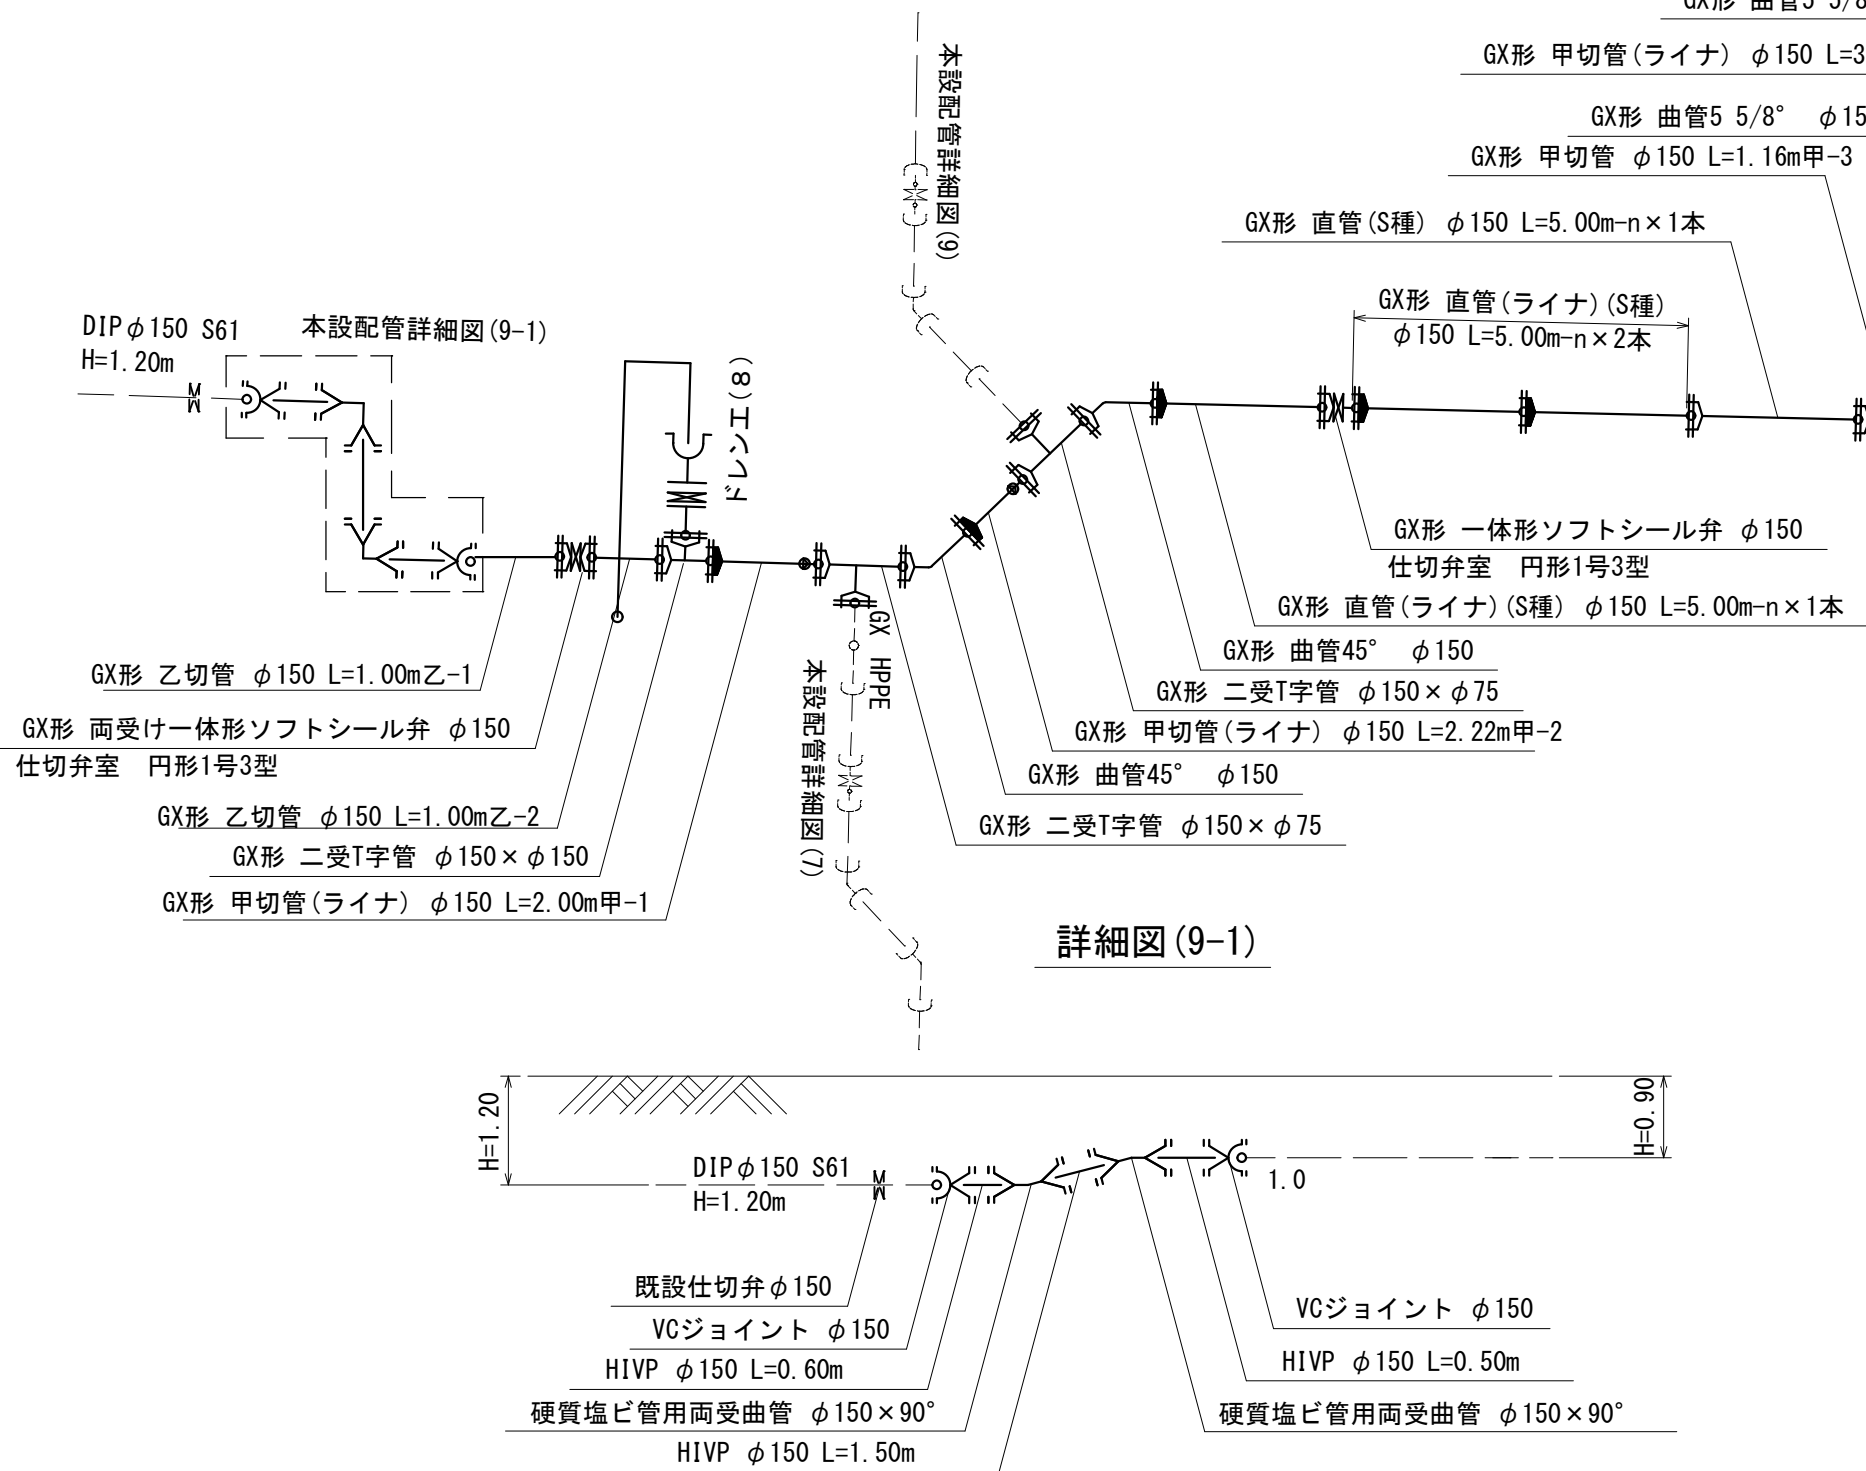 GX形 曲管5 5/8
GX形 甲切管(ライナ) φ150 L=3
GX形 曲管5 5/8° φ15
GX形 甲切管 φ150 L=1.16m甲-3
GX形 直管(S種) φ150 L=5.00m-n×1本
GX形 直管(ライナ)(S種)
φ150 L=5.00m-n×2本
本設配管詳細図(9)
DIPφ150 S61
H=1.20m
本設配管詳細図(9-1)
ドレン工(8)
GX形 一体形ソフトシール弁 φ150
仕切弁室 円形1号3型
GX形 直管(ライナ)(S種) φ150 L=5.00m-n×1本
GX形 曲管45° φ150
GX形 二受T字管 φ150×φ75
GX形 甲切管(ライナ) φ150 L=2.22m甲-2
GX形 曲管45° φ150
GX形 二受T字管 φ150×φ75
GX HPPE
本設配管詳細図(7)
GX形 乙切管 φ150 L=1.00m乙-1
GX形 両受け一体形ソフトシール弁 φ150
仕切弁室 円形1号3型
GX形 乙切管 φ150 L=1.00m乙-2
GX形 二受T字管 φ150×φ150
GX形 甲切管(ライナ) φ150 L=2.00m甲-1
詳細図(9-1)
H=1.20
H=0.90
DIPφ150 S61
H=1.20m
1.0
既設仕切弁φ150
VCジョイント φ150
HIVP φ150 L=0.60m
硬質塩ビ管用両受曲管 φ150×90°
HIVP φ150 L=1.50m
VCジョイント φ150
HIVP φ150 L=0.50m
硬質塩ビ管用両受曲管 φ150×90°